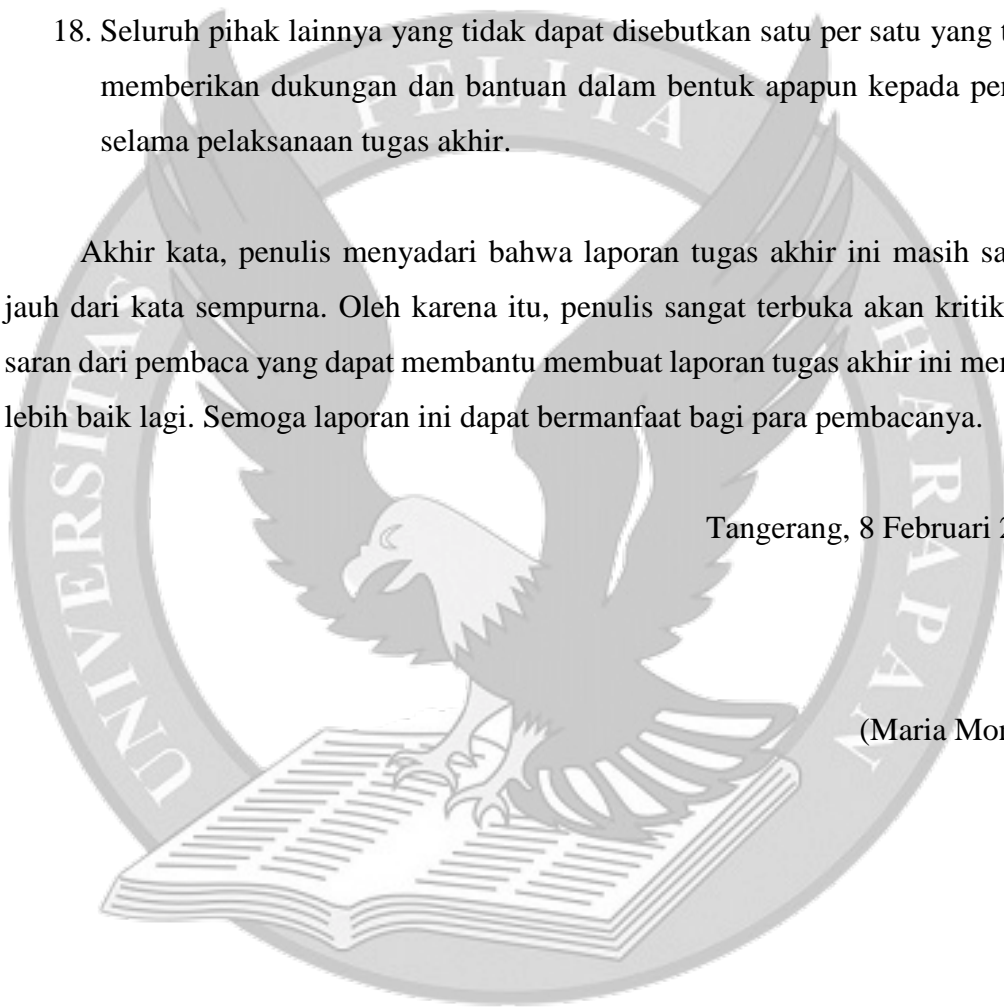 18. Seluruh pihak lainnya yang tidak dapat disebutkan satu per satu yang
memberikan dukungan dan bantuan dalam bentuk apapun kepada
selama pelaksanaan tugas akhir.
Akhir kata, penulis menyadari bahwa laporan tugas akhir ini masih
jauh dari kata sempurna. Oleh karena itu, penulis sangat terbuka akan kritik
saran dari pembaca yang dapat membantu membuat laporan tugas akhir ini
lebih baik lagi. Semoga laporan ini dapat bermanfaat bagi para pembacanya.
Tangerang, 8 Februari
(Maria
UNIVERSITAS PELITA HARAPAN